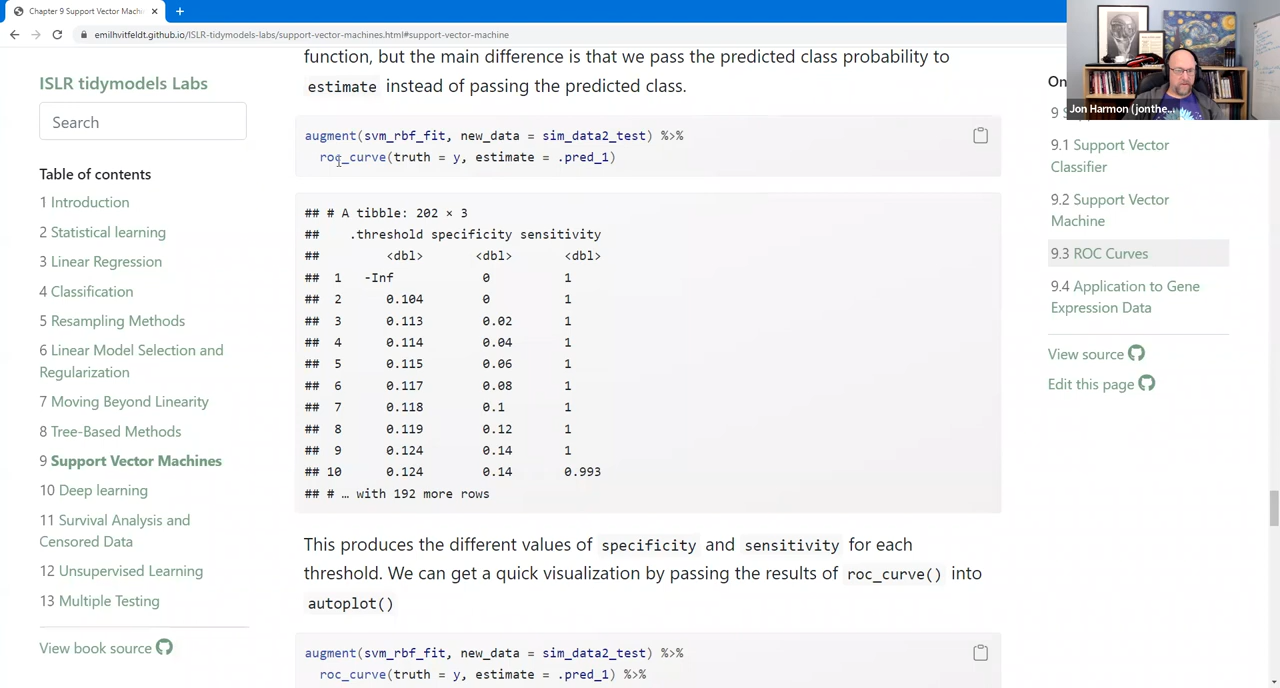 Chapter 9 Support Vector Machi
emilhvitfeldt.github.io/ISLR-tidymodels-labs/support-vector-machines.html#support-vector-machine
ISLR tidymodels Labs
Search
Table of contents
1 Introduction
2 Statistical learning
3 Linear Regression
4 Classification
5 Resampling Methods
6 Linear Model Selection and
Regularization
7 Moving Beyond Linearity
8 Tree-Based Methods
9 Support Vector Machines
10 Deep learning
11 Survival Analysis and
Censored Data
12 Unsupervised Learning
13 Multiple Testing
View book source
function, but the main difference is that we pass the predicted class probability to
estimate instead of passing the predicted class.
augment(svm_rbf_fit, new_data = sim_data2_test) %>%
roc_curve(truth = y, estimate = .pred_1)
## # A tibble: 202 × 3
## .threshold specificity sensitivity
## <dbl> <dbl> <dbl>
## 1 -Inf 0 1
## 2 0.104 0 1
## 3 0.113 0.02 1
## 4 0.114 0.04 1
## 5 0.115 0.06 1
## 6 0.117 0.08 1
## 7 0.118 0.1 1
## 8 0.119 0.12 1
## 9 0.124 0.14 1
## 10 0.124 0.14 0.993
## # … with 192 more rows
This produces the different values of specificity and sensitivity for each
threshold. We can get a quick visualization by passing the results of roc_curve() into
autoplot()
augment(svm_rbf_fit, new_data = sim_data2_test) %>%
roc_curve(truth = y, estimate = .pred_1) %>%
Jon Harmon (jonthe...
On
9 S
9.1 Support Vector
Classifier
9.2 Support Vector
Machine
9.3 ROC Curves
9.4 Application to Gene
Expression Data
View source
Edit this page